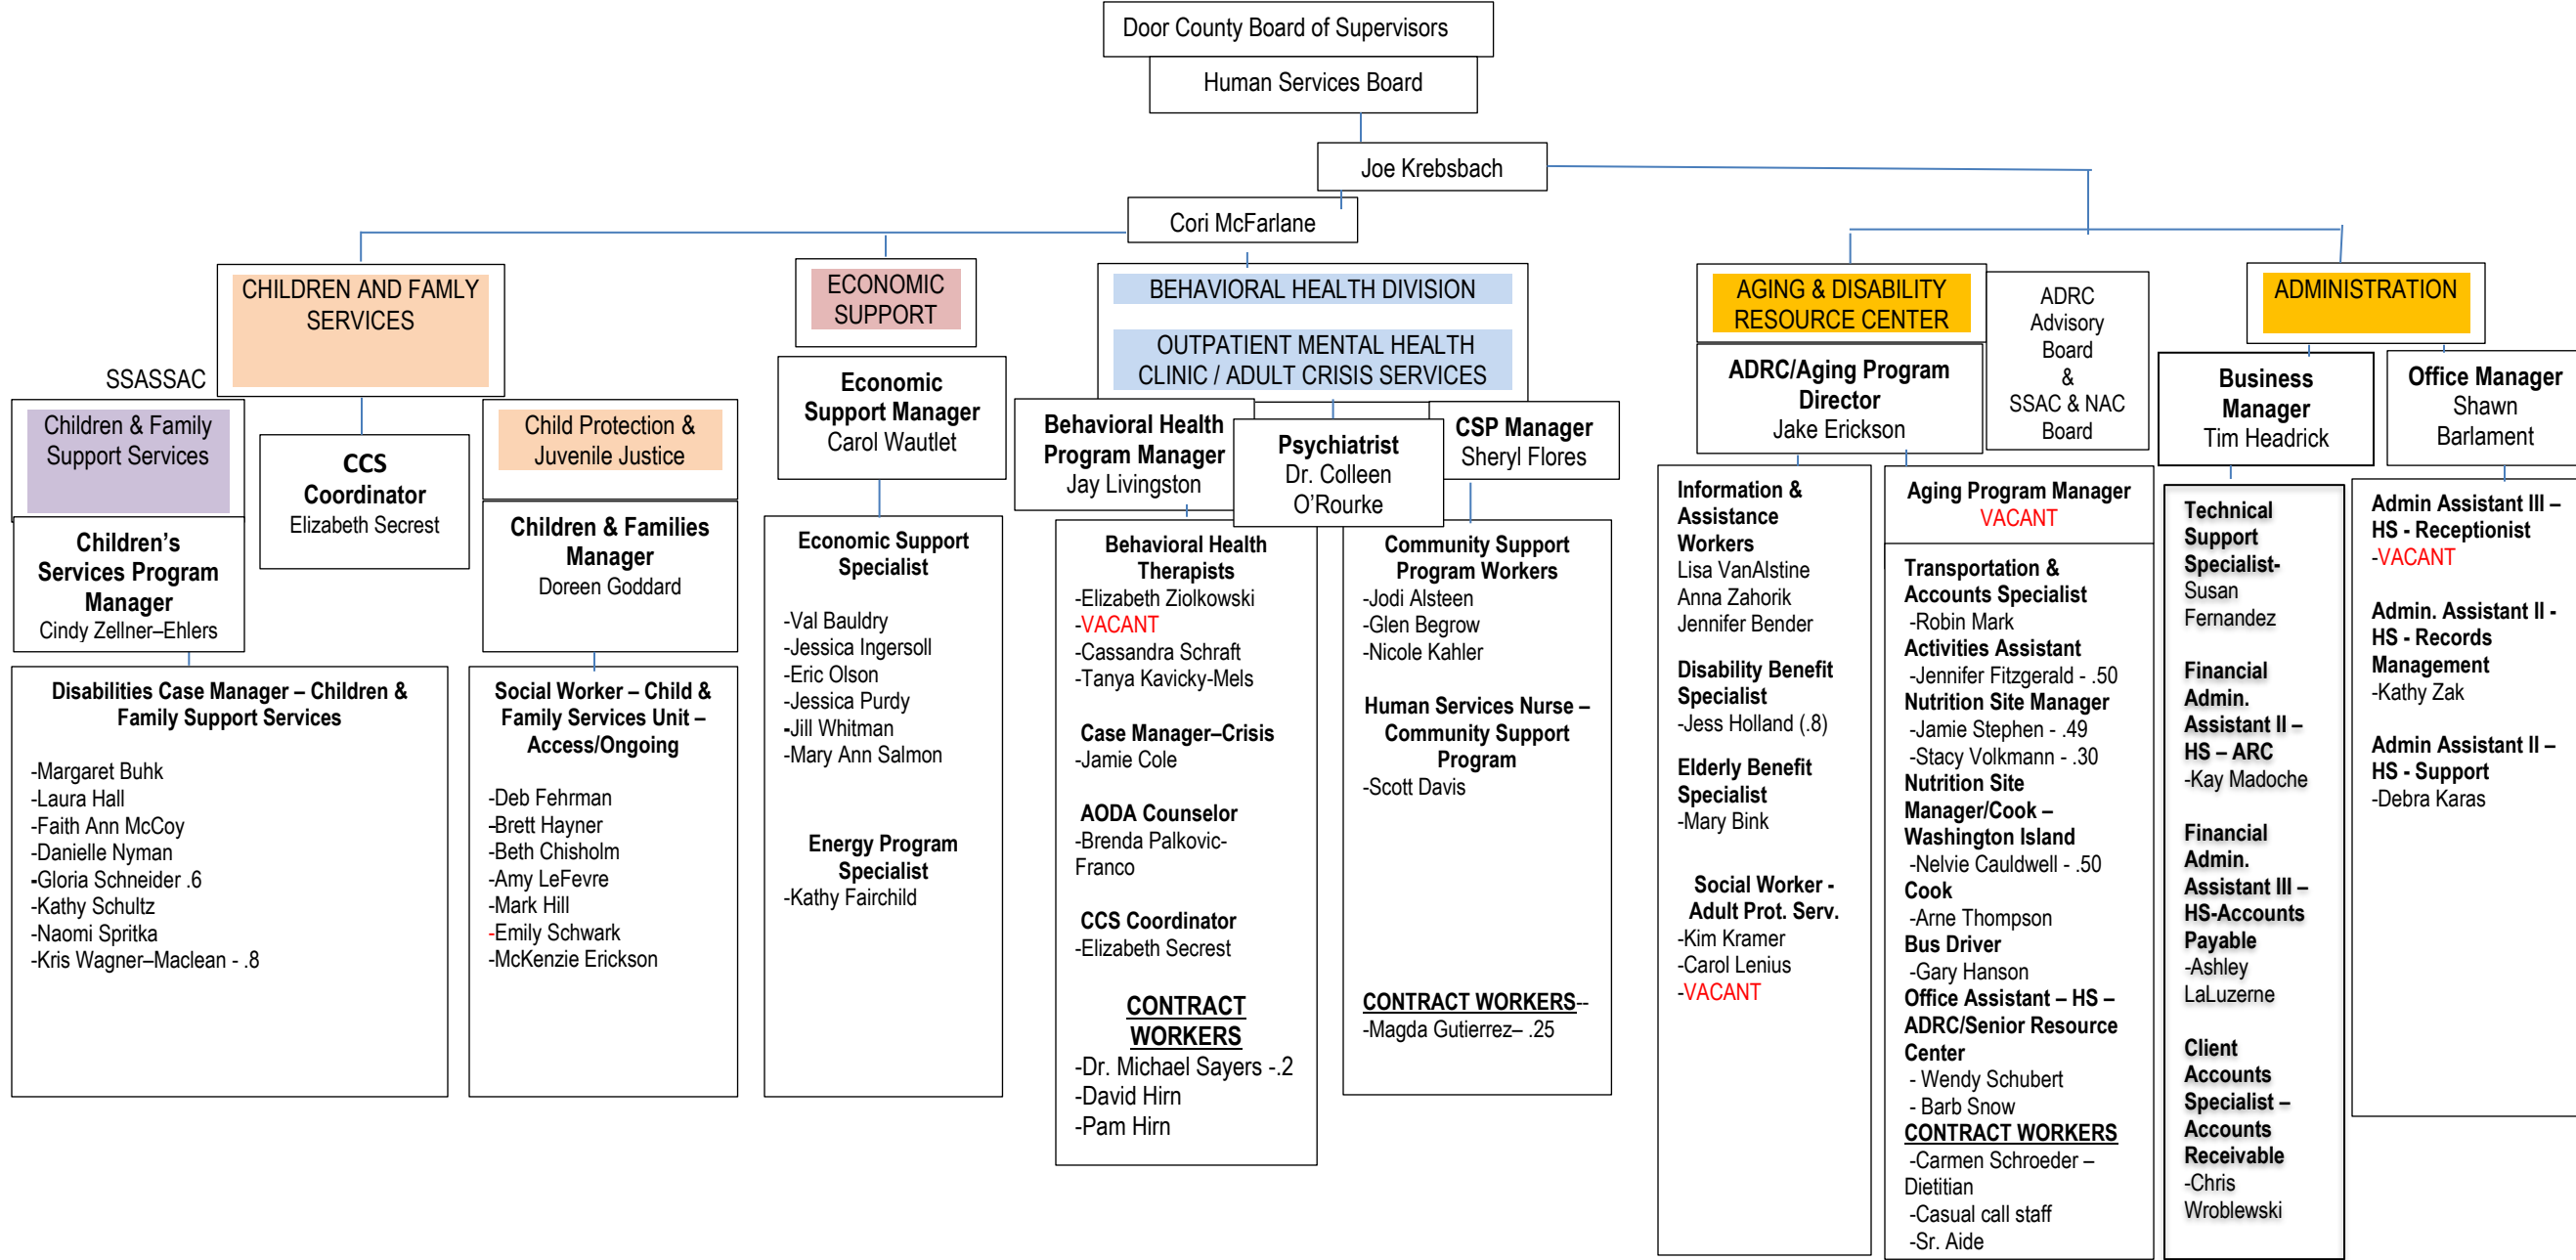 Door County Board of Supervisors
Human Services Board
Joe Krebsbach
Cori McFarlane
CHILDREN AND FAMLY
SERVICES
SSASSAC
Children & Family
Support Services
Children’s
Services Program
Manager
Cindy Zellner–Ehlers
CCS
Coordinator
Elizabeth Secrest
Child Protection &
Juvenile Justice
Children & Families
Manager
Doreen Goddard
Disabilities Case Manager – Children &
Family Support Services
-Margaret Buhk
-Laura Hall
-Faith Ann McCoy
-Danielle Nyman
-Gloria Schneider .6
-Kathy Schultz
-Naomi Spritka
-Kris Wagner–Maclean - .8
Social Worker – Child &
Family Services Unit –
Access/Ongoing
-Deb Fehrman
-Brett Hayner
-Beth Chisholm
-Amy LeFevre
-Mark Hill
-Emily Schwark
-McKenzie Erickson
ECONOMIC
SUPPORT
Economic
Support Manager
Carol Wautlet
Economic Support
Specialist
-Val Bauldry
-Jessica Ingersoll
-Eric Olson
-Jessica Purdy
-Jill Whitman
-Mary Ann Salmon
Energy Program
Specialist
-Kathy Fairchild
BEHAVIORAL HEALTH DIVISION
OUTPATIENT MENTAL HEALTH
CLINIC / ADULT CRISIS SERVICES
Behavioral Health
Program Manager
Jay Livingston
Psychiatrist
Dr. Colleen
O’Rourke
CSP Manager
Sheryl Flores
Behavioral Health
Therapists
-Elizabeth Ziolkowski
-VACANT
-Cassandra Schraft
-Tanya Kavicky-Mels
Case Manager–Crisis
-Jamie Cole
AODA Counselor
-Brenda Palkovic-
Franco
CCS Coordinator
-Elizabeth Secrest
CONTRACT
WORKERS
-Dr. Michael Sayers -.2
-David Hirn
-Pam Hirn
Community Support
Program Workers
-Jodi Alsteen
-Glen Begrow
-Nicole Kahler
Human Services Nurse –
Community Support
Program
-Scott Davis
CONTRACT WORKERS--
-Magda Gutierrez– .25
AGING & DISABILITY
RESOURCE CENTER
ADRC/Aging Program
Director
Jake Erickson
ADRC
Advisory
Board
&
SSAC & NAC
Board
Information &
Assistance
Workers
Lisa VanAlstine
Anna Zahorik
Jennifer Bender
Disability Benefit
Specialist
-Jess Holland (.8)
Elderly Benefit
Specialist
-Mary Bink
Social Worker -
Adult Prot. Serv.
-Kim Kramer
-Carol Lenius
-VACANT
Aging Program Manager
VACANT
Transportation &
Accounts Specialist
-Robin Mark
Activities Assistant
-Jennifer Fitzgerald - .50
Nutrition Site Manager
-Jamie Stephen - .49
-Stacy Volkmann - .30
Nutrition Site
Manager/Cook –
Washington Island
-Nelvie Cauldwell - .50
Cook
-Arne Thompson
Bus Driver
-Gary Hanson
Office Assistant – HS –
ADRC/Senior Resource
Center
- Wendy Schubert
- Barb Snow
CONTRACT WORKERS
-Carmen Schroeder –
Dietitian
-Casual call staff
-Sr. Aide
ADMINISTRATION
Business
Manager
Tim Headrick
Office Manager
Shawn
Barlament
Technical
Support
Specialist-
Susan
Fernandez
Financial
Admin.
Assistant II –
HS – ARC
-Kay Madoche
Financial
Admin.
Assistant III –
HS-Accounts
Payable
-Ashley
LaLuzerne
Client
Accounts
Specialist –
Accounts
Receivable
-Chris
Wroblewski
Admin Assistant III –
HS - Receptionist
-VACANT
Admin. Assistant II -
HS - Records
Management
-Kathy Zak
Admin Assistant II –
HS - Support
-Debra Karas